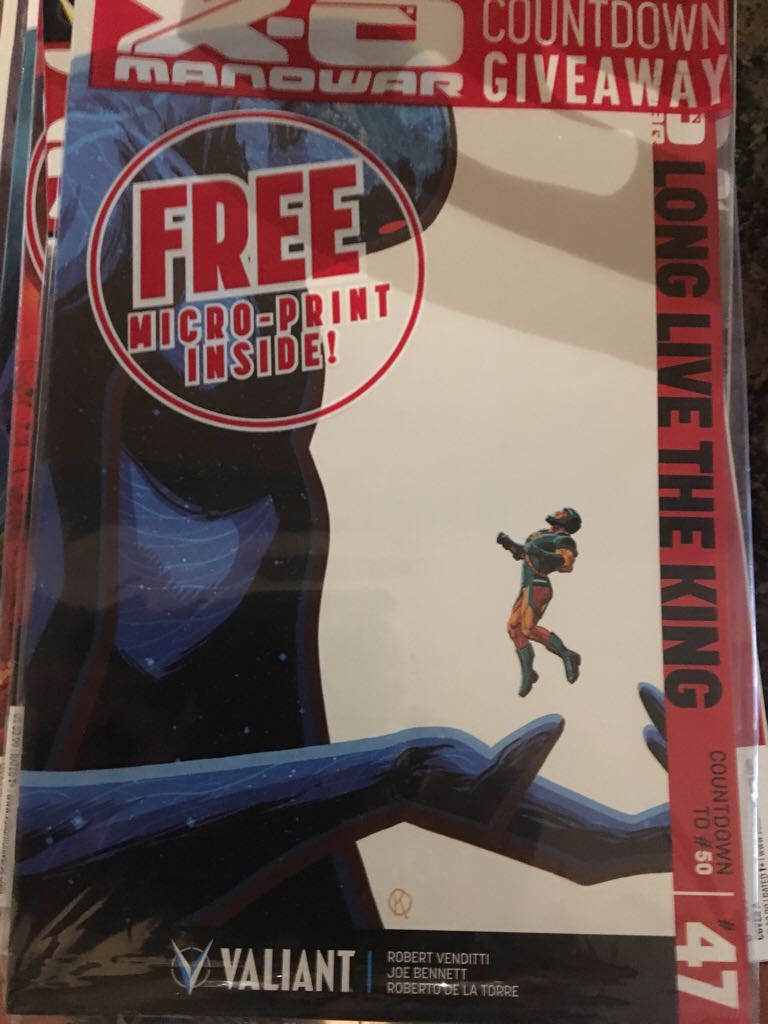 X-O
MANOWAR
COUNTDOWN
GIVEAWAY
FREE
MICRO-PRINT
INSIDE!
LONG LIVE THE KING
COUNTDOWN
TO #50
#47
VALIANT
ROBERT VENDITTI
JOE BENNETT
ROBERTO DE LA TORRE